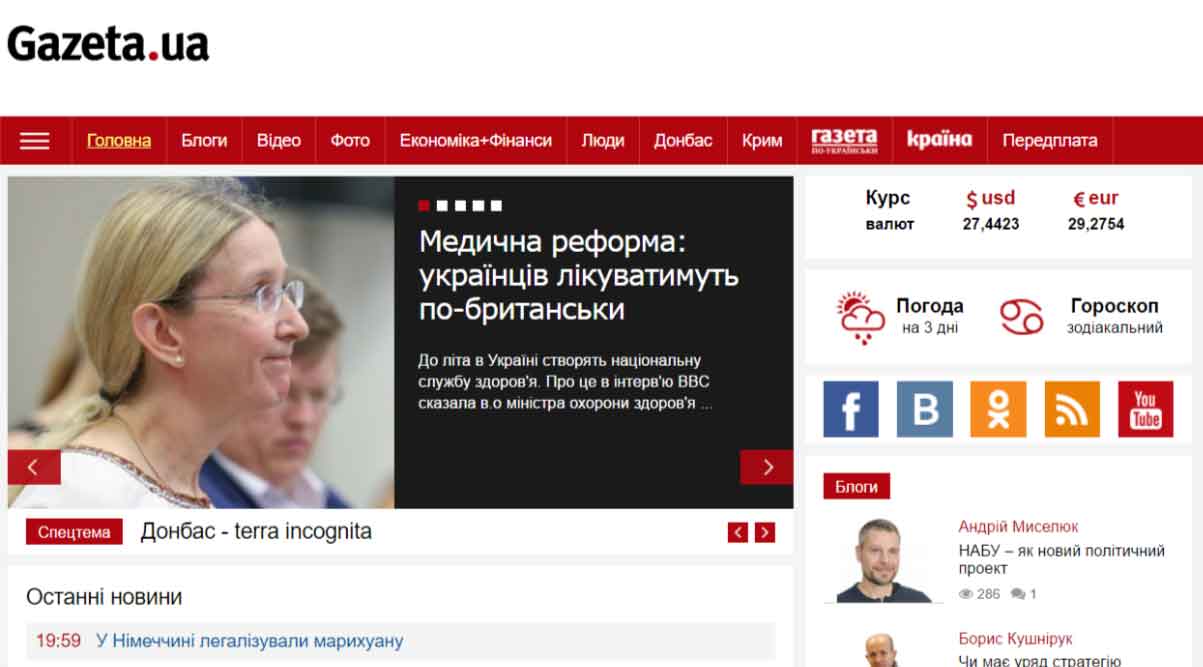 Gazeta.ua
Головна Блоги Відео Фото Економіка+Фінанси Люди Донбас Крим газета по-українськи країна Передплата
Медична реформа:
українців лікуватимуть
по-британськи
До літа в Україні створять національну
службу здоров'я. Про це в інтерв'ю ВВС
сказала в.о міністра охорони здоров'я ...
Спецтема Донбас - terra incognita
Останні новини
19:59 У Німеччині легалізували марихуану
Курс $ usd € eur
валют 27,4423 29,2754
Погода Гороскоп
на 3 дні зодіакальний
f B You
Tube
Блоги
Андрій Миселюк
НАБУ – як новий політичний
проект
286 1
Борис Кушнірук
Чи має уряд стратегію